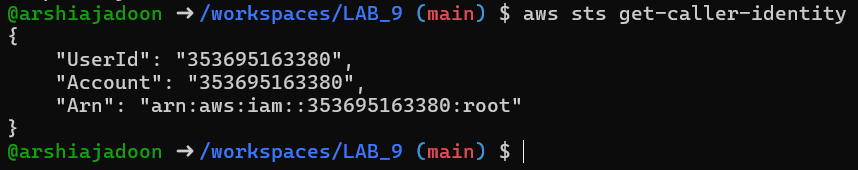 @arshiajadoon ➜ /workspaces/LAB_9 (main) $ aws sts get-caller-identity
{
    "UserId": "353695163380",
    "Account": "353695163380",
    "Arn": "arn:aws:iam::353695163380:root"
}
@arshiajadoon ➜ /workspaces/LAB_9 (main) $